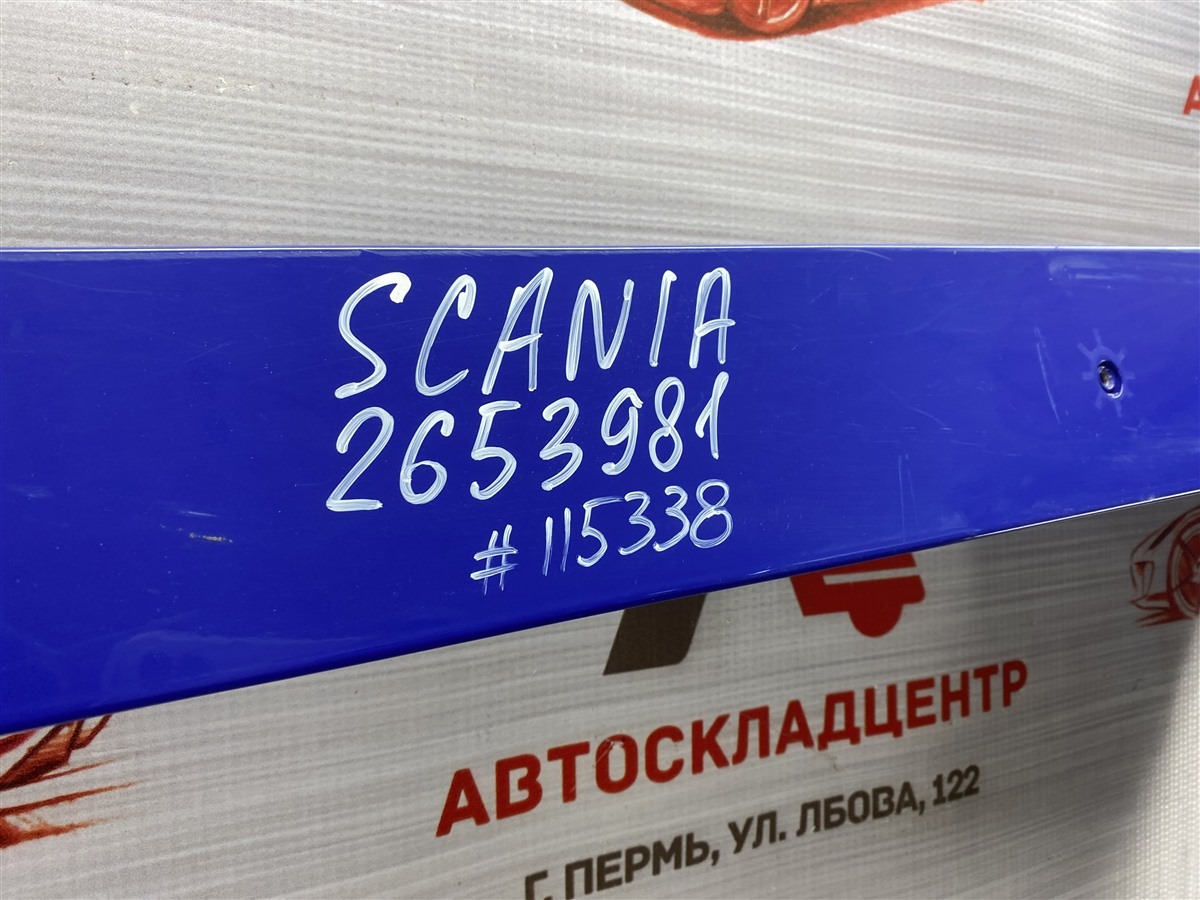 SCANIA
2653981
#115338
АВТОСКЛАДЦЕНТР
Г. ПЕРМЬ, УЛ. ЛБОВА, 122